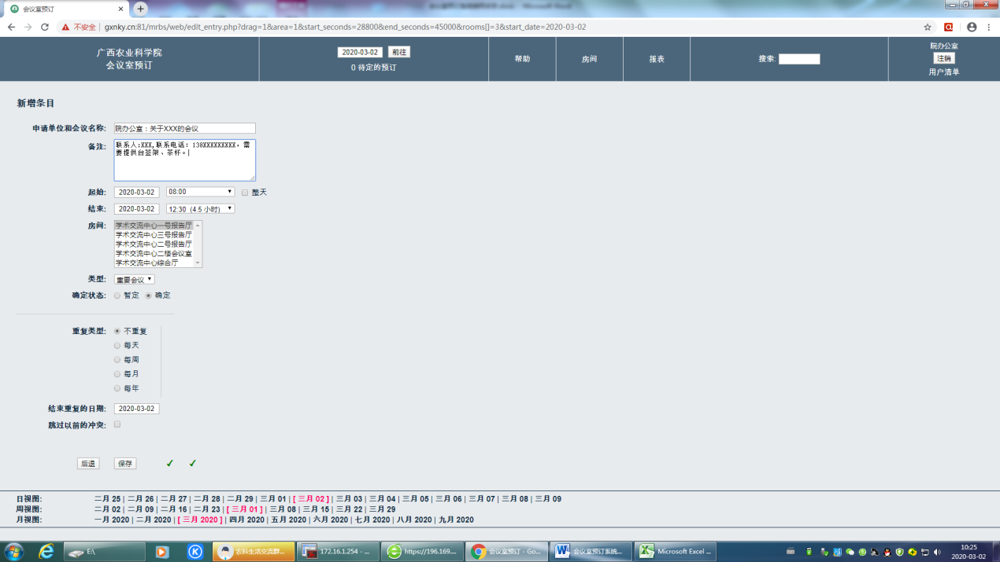 会议室预订
不安全 | gxnky.cn:81/mrbs/web/edit_entry.php?drag=1&area=1&start_seconds=28800&end_seconds=45000&rooms[]=3&start_date=2020-03-02
广西农业科学院
会议室预订
2020-03-02 前往
0 待定的预订
帮助
房间
报表
搜索:
院办公室
注销
用户清单
新增条目
申请单位和会议名称: 院办公室：关于XXX的会议
备注: 联系人:XXX,联系电话: 138XXXXXXXXX，需
要提供台签架、茶杯。
起始: 2020-03-02 08:00 整天
结束: 2020-03-02 12:30 (4.5 小时)
房间: 学术交流中心一号报告厅
学术交流中心三号报告厅
学术交流中心二号报告厅
学术交流中心二楼会议室
学术交流中心综合厅
类型: 重要会议
确定状态: 暂定 确定
重复类型: 不重复
每天
每周
每月
每年
结束重复的日期: 2020-03-02
跳过以前的冲突:
后退 保存
日视图: 二月 25 | 二月 26 | 二月 27 | 二月 28 | 二月 29 | 三月 01 | [ 三月 02 ] | 三月 03 | 三月 04 | 三月 05 | 三月 06 | 三月 07 | 三月 08 | 三月 09
周视图: 二月 02 | 二月 09 | 二月 16 | 二月 23 | [ 三月 01 ] | 三月 08 | 三月 15 | 三月 22 | 三月 29
月视图: 一月 2020 | 二月 2020 | [ 三月 2020 ] | 四月 2020 | 五月 2020 | 六月 2020 | 七月 2020 | 八月 2020 | 九月 2020
E:\
农科生活交流群...
172.16.1.254 - ...
https://196.169....
会议室预订 - Go...
会议室预订系统...
Microsoft Excel ...
10:25
2020-03-02